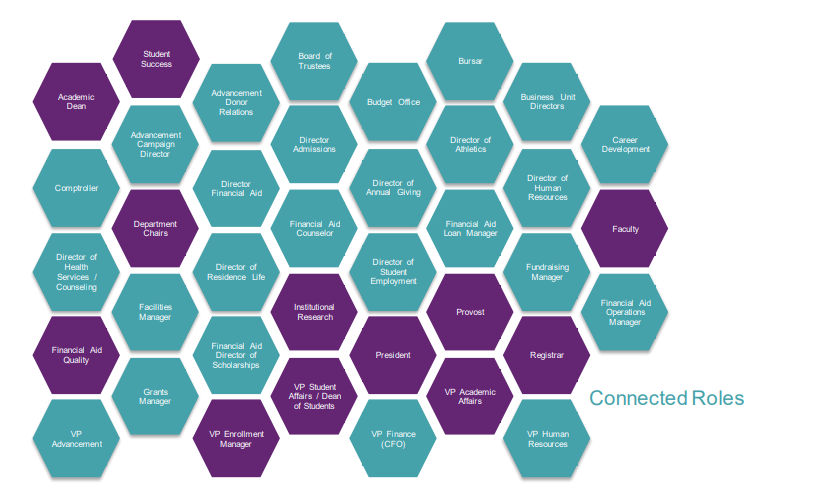 Student
Success
Board of
Trustees
Bursar
Academic
Dean
Advancement
Donor
Relations
Budget Office
Business Unit
Directors
Advancement
Campaign
Director
Director
Admissions
Director of
Athletics
Career
Development
Comptroller
Director
Financial Aid
Director of
Annual Giving
Director of
Human
Resources
Department
Chairs
Financial Aid
Counselor
Financial Aid
Loan Manager
Faculty
Director of
Health
Services /
Counseling
Director of
Residence Life
Director of
Student
Employment
Fundraising
Manager
Facilities
Manager
Institutional
Research
Provost
Financial Aid
Operations
Manager
Financial Aid
Quality
Financial Aid
Director of
Scholarships
President
Registrar
Grants
Manager
VP Student
Affairs / Dean
of Students
VP Academic
Affairs
Connected Roles
VP
Advancement
VP Enrollment
Manager
VP Finance
(CFO)
VP Human
Resources